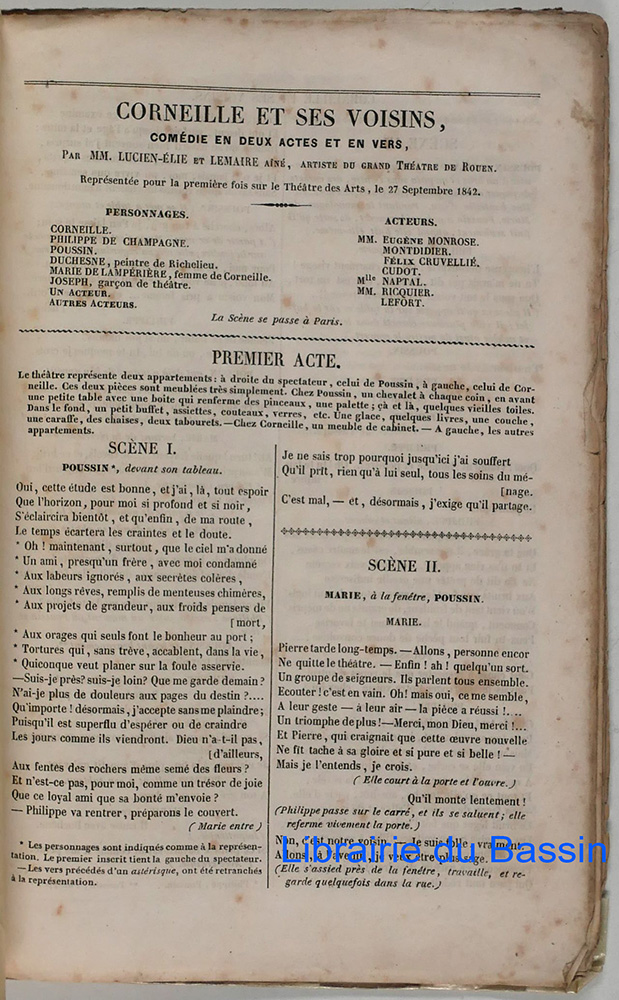 CORNEILLE ET SES VOISINS,
COMÉDIE EN DEUX ACTES ET EN VERS,
PAR MM. LUCIEN-ÉLIE ET LEMAIRE AÎNÉ, ARTISTE DU GRAND THÉATRE DE ROUEN.
Représentée pour la première fois sur le Théâtre des Arts, le 27 Septembre 1842.
PERSONNAGES.
CORNEILLE.
PHILIPPE DE CHAMPAGNE.
POUSSIN.
DUCHESNE, peintre de Richelieu.
MARIE DE LAMPÉRIÈRE, femme de Corneille.
JOSEPH, garçon de théâtre.
UN ACTEUR.
AUTRES ACTEURS.
ACTEURS.
MM. EUGÈNE MONROSE.
MONTDIDIER.
FÉLIX CRUVELLIÉ.
CUDOT.
Mlle NAPTAL.
MM. RICQUIER.
LEFORT.
La Scène se passe à Paris.
PREMIER ACTE.
Le théâtre représente deux appartements : à droite du spectateur, celui de Poussin, à gauche, celui de Cor-
neille. Ces deux pièces sont meublées très simplement. Chez Poussin, un chevalet à chaque coin, en avant
une petite table avec une boite qui renferme des pinceaux, une palette ; çà et là, quelques vieilles toiles.
Dans le fond, un petit buffet, assiettes, couteaux, verres, etc. Une glace, quelques livres, une couche,
une caraffe, des chaises, deux tabourets. — Chez Corneille, un meuble de cabinet. — A gauche, les autres
appartements.
SCÈNE I.
POUSSIN*, devant son tableau.
Oui, cette étude est bonne, et j'ai, là, tout espoir
Que l'horizon, pour moi si profond et si noir,
S'éclaircira bientôt, et qu'enfin, de ma route,
Le temps écartera les craintes et le doute.
* Oh ! maintenant, surtout, que le ciel m'a donné
* Un ami, presqu'un frère, avec moi condamné
* Aux labeurs ignorés, aux secrètes colères,
* Aux longs rêves, remplis de menteuses chimères,
* Aux projets de grandeur, aux froids pensers de
[mort,
* Aux orages qui seuls font le bonheur au port ;
* Tortures qui, sans trève, accablent, dans la vie,
* Quiconque veut planer sur la foule asservie.
—Suis-je près? suis-je loin? Que me garde demain?
N'ai-je plus de douleurs aux pages du destin ?....
Qu'importe ! désormais, j'accepte sans me plaindre;
Puisqu'il est superflu d'espérer ou de craindre
Les jours comme ils viendront. Dieu n'a-t-il pas,
[d'ailleurs,
Aux fentes des rochers même semé des fleurs ?
Et n'est-ce pas, pour moi, comme un trésor de joie
Que ce loyal ami que sa bonté m'envoie ?
— Philippe va rentrer, préparons le couvert.
(Marie entre)
* Les personnages sont indiqués comme à la représen-
tation. Le premier inscrit tient la gauche du spectateur.
—Les vers précédés d'un astérisque, ont été retranchés
à la représentation.
Je ne sais trop pourquoi jusqu'ici j'ai souffert
Qu'il prît, rien qu'à lui seul, tous les soins du mé-
[nage.
C'est mal, — et, désormais, j'exige qu'il partage.
SCÈNE II.
MARIE, à la fenêtre, POUSSIN.
MARIE.
Pierre tarde long-temps. —Allons, personne encor
Ne quitte le théâtre. — Enfin ! ah ! quelqu'un sort.
Un groupe de seigneurs. Ils parlent tous ensemble.
Ecouter ! c'est en vain. Oh! mais oui, ce me semble,
A leur geste — à leur air — la pièce a réussi !...
Un triomphe de plus !—Merci, mon Dieu, merci !...
Et Pierre, qui craignait que cette œuvre nouvelle
Ne fît tache à sa gloire et si pure et si belle ! —
Mais je l'entends, je crois.
(Elle court à la porte et l'ouvre.)
Qu'il monte lentement !
(Philippe passe sur le carré, et ils se saluent ; elle
referme vivement la porte.)
Non, c'est notre voisin. — Je suis folle, vraiment.
Allons, à l'avenir, je veux être plus sage.
(Elle s'assied près de la fenêtre, travaille, et re-
garde quelquefois dans la rue.)
Librairie du Bassin